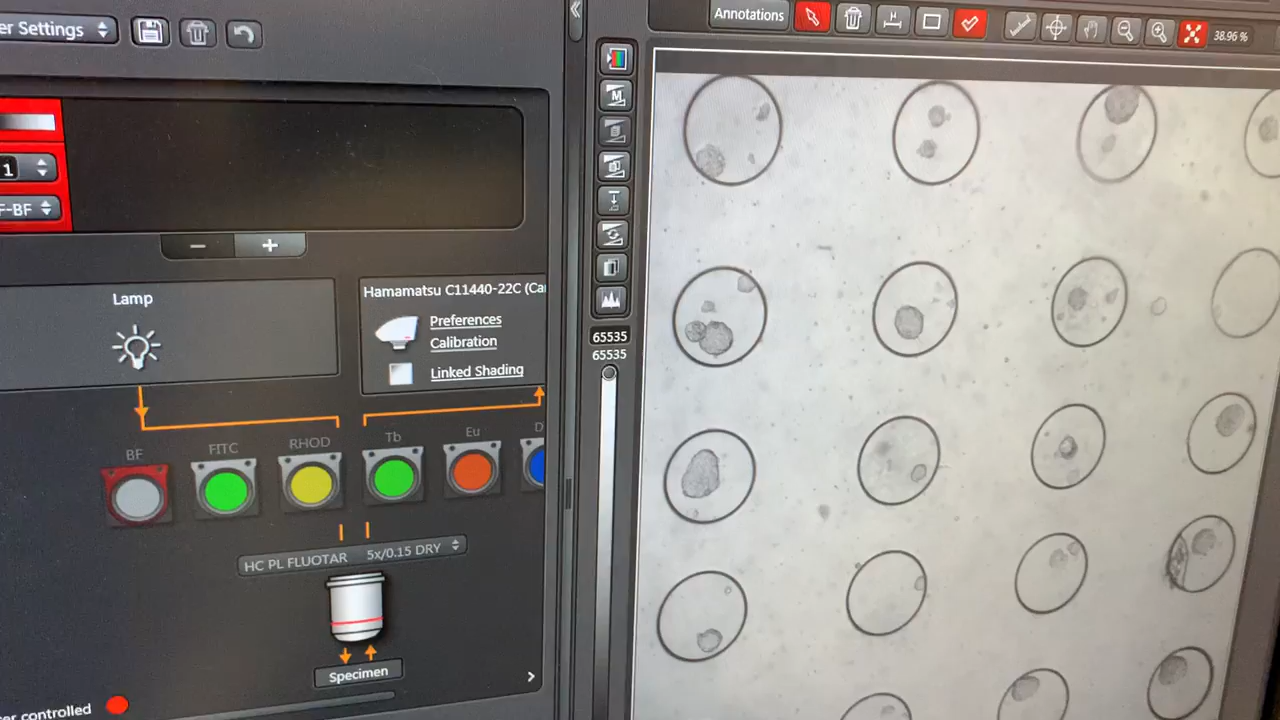 er Settings
Annotations
38.96 %
M
1
F-BF
Lamp
Hamamatsu C11440-22C (Ca
Preferences
Calibration
Linked Shading
65535
65535
BF
FITC
RHOD
Tb
Eu
D
HC PL FLUOTAR 5x/0.15 DRY
Specimen
er controlled